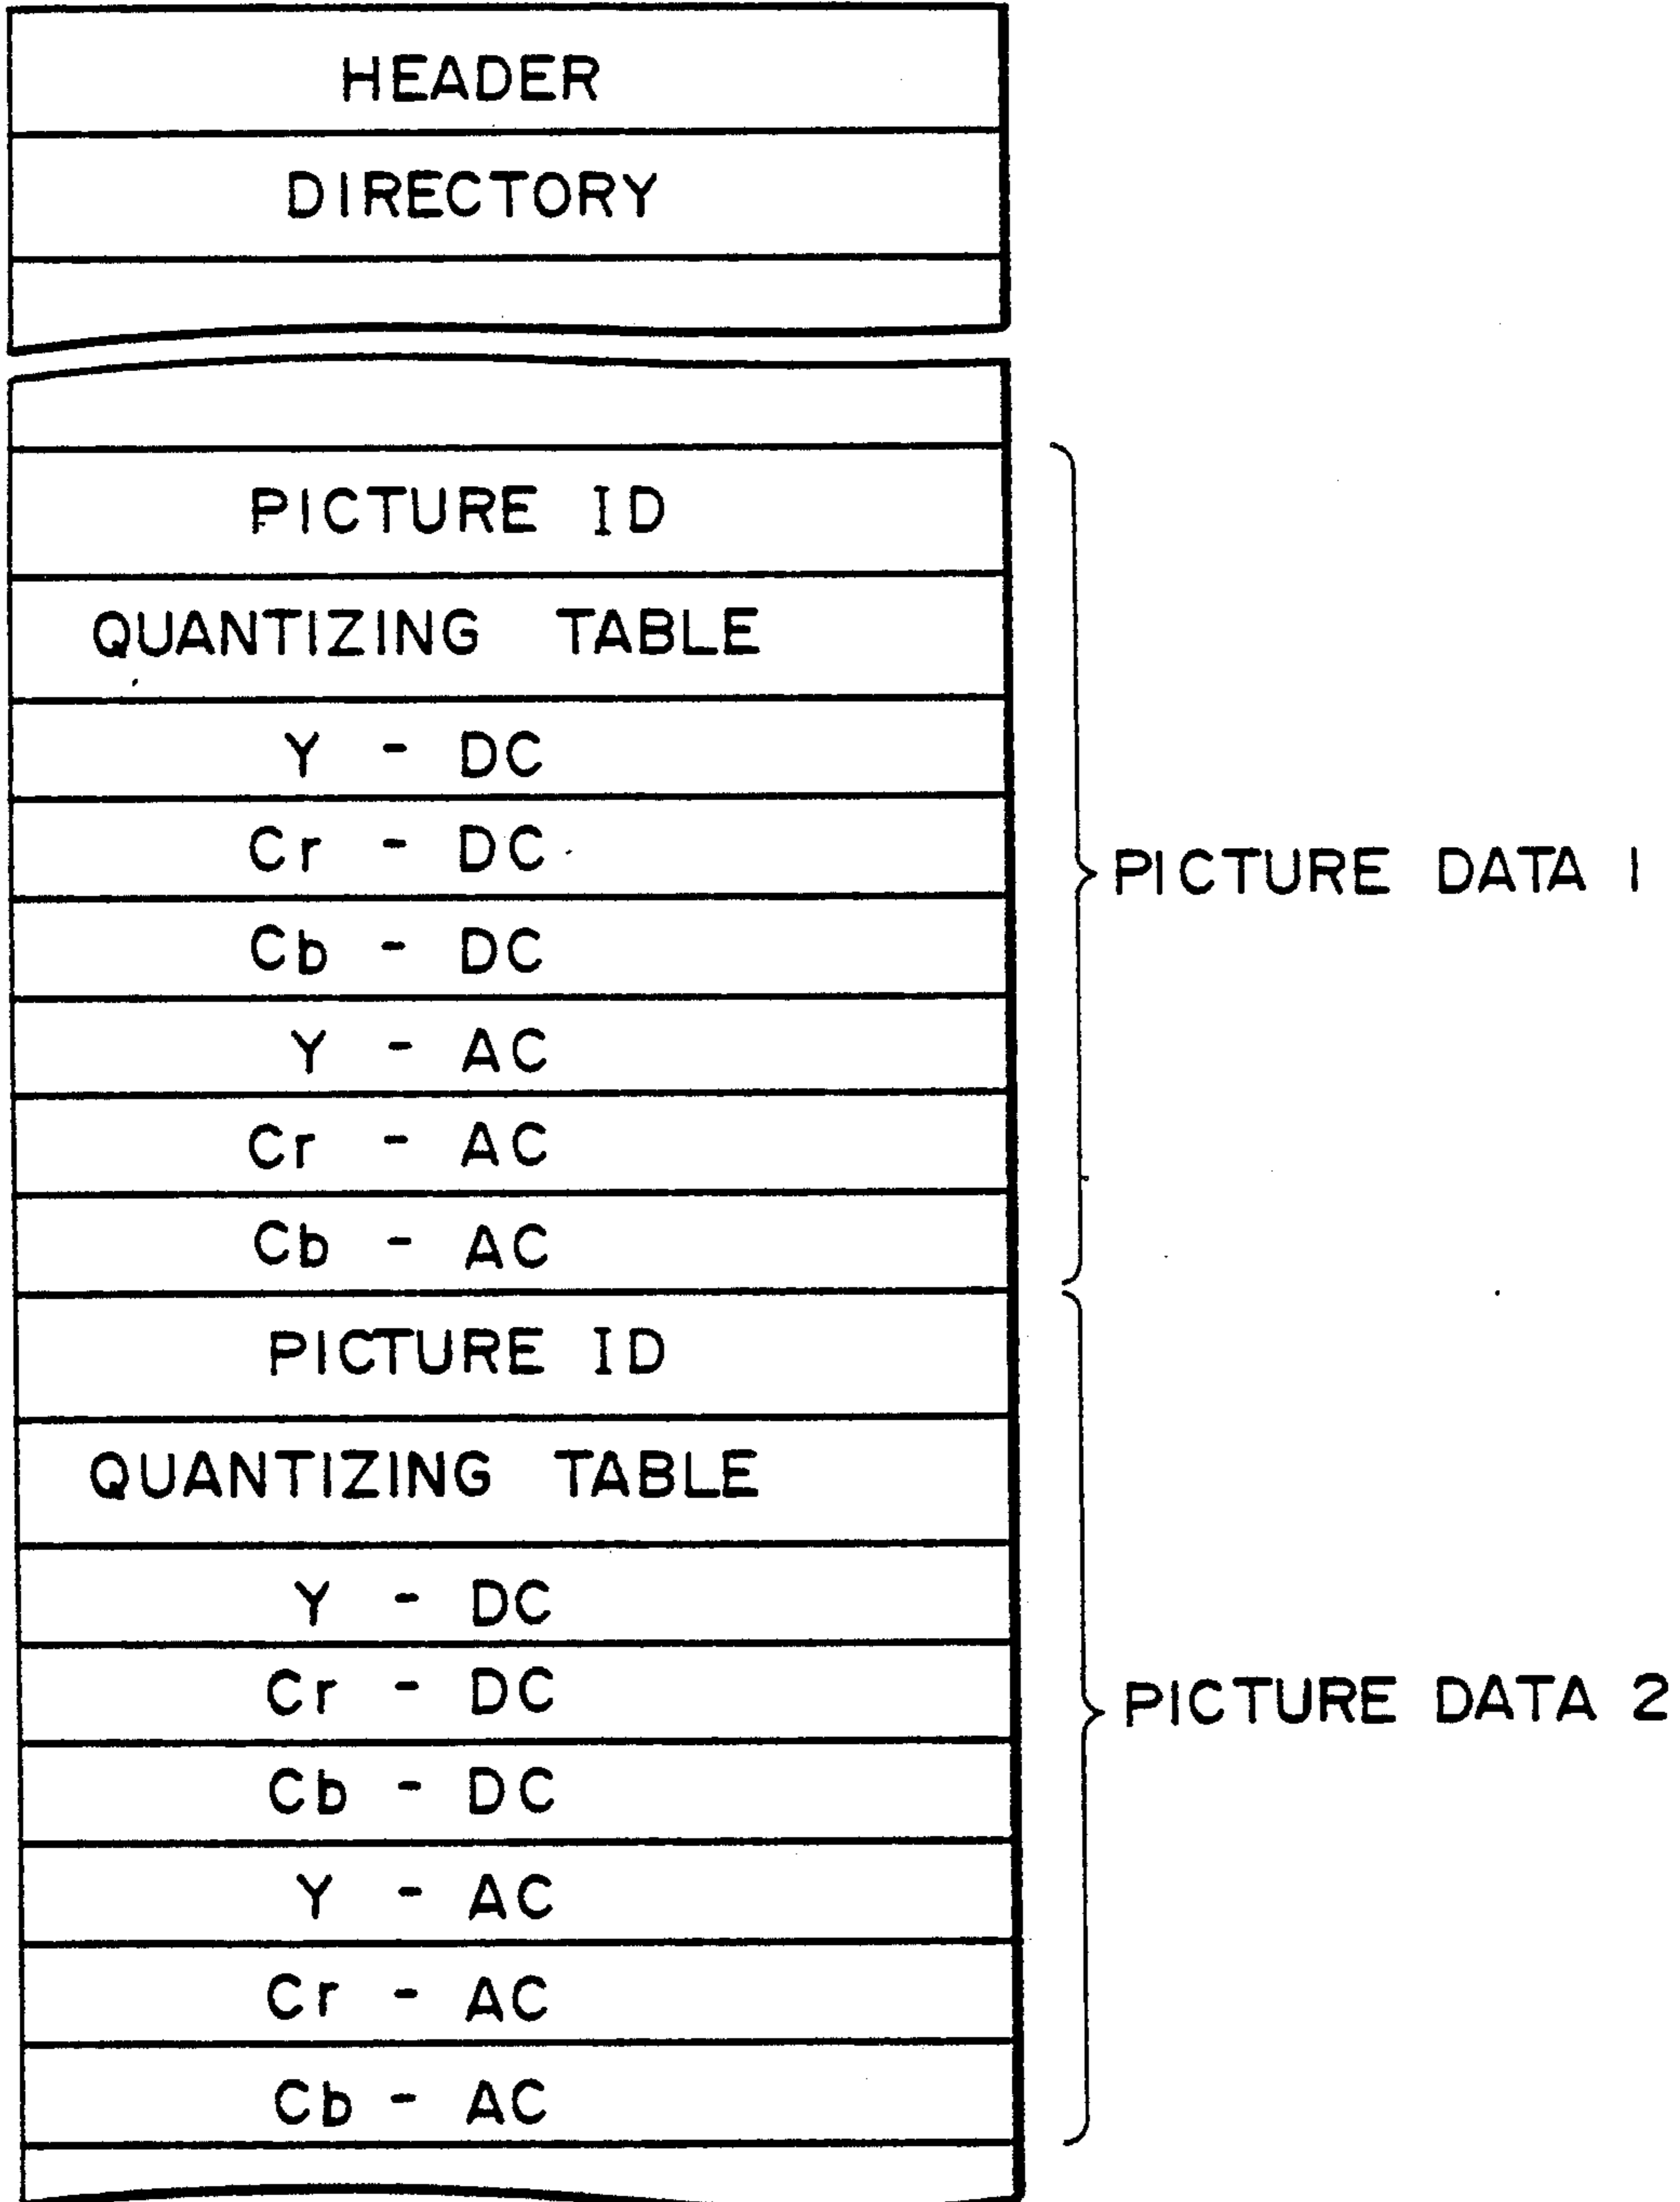 HEADER
DIRECTORY
PICTURE ID
QUANTIZING TABLE
Y - DC
Cr - DC
Cb - DC
Y - AC
Cr - AC
Cb - AC
PICTURE DATA 1
PICTURE ID
QUANTIZING TABLE
Y - DC
Cr - DC
Cb - DC
Y - AC
Cr - AC
Cb - AC
PICTURE DATA 2